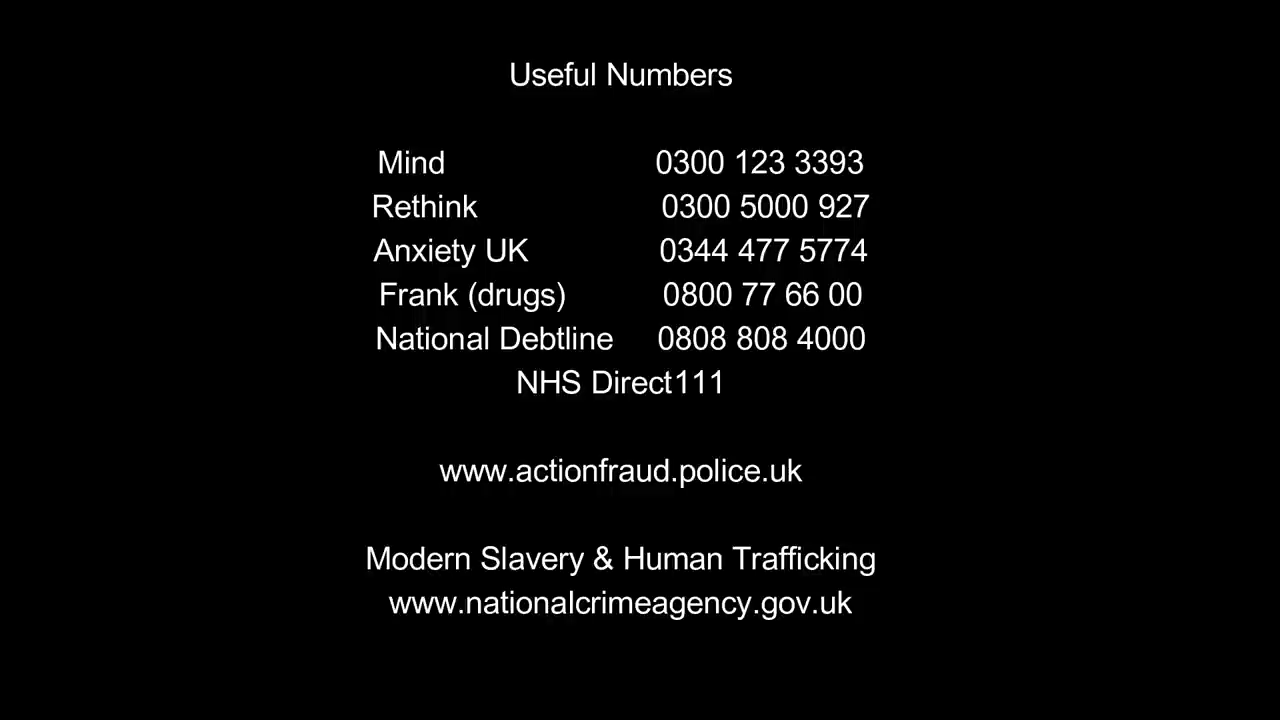 Useful Numbers
Mind 0300 123 3393
Rethink 0300 5000 927
Anxiety UK 0344 477 5774
Frank (drugs) 0800 77 66 00
National Debtline 0808 808 4000
NHS Direct111
www.actionfraud.police.uk
Modern Slavery & Human Trafficking
www.nationalcrimeagency.gov.uk